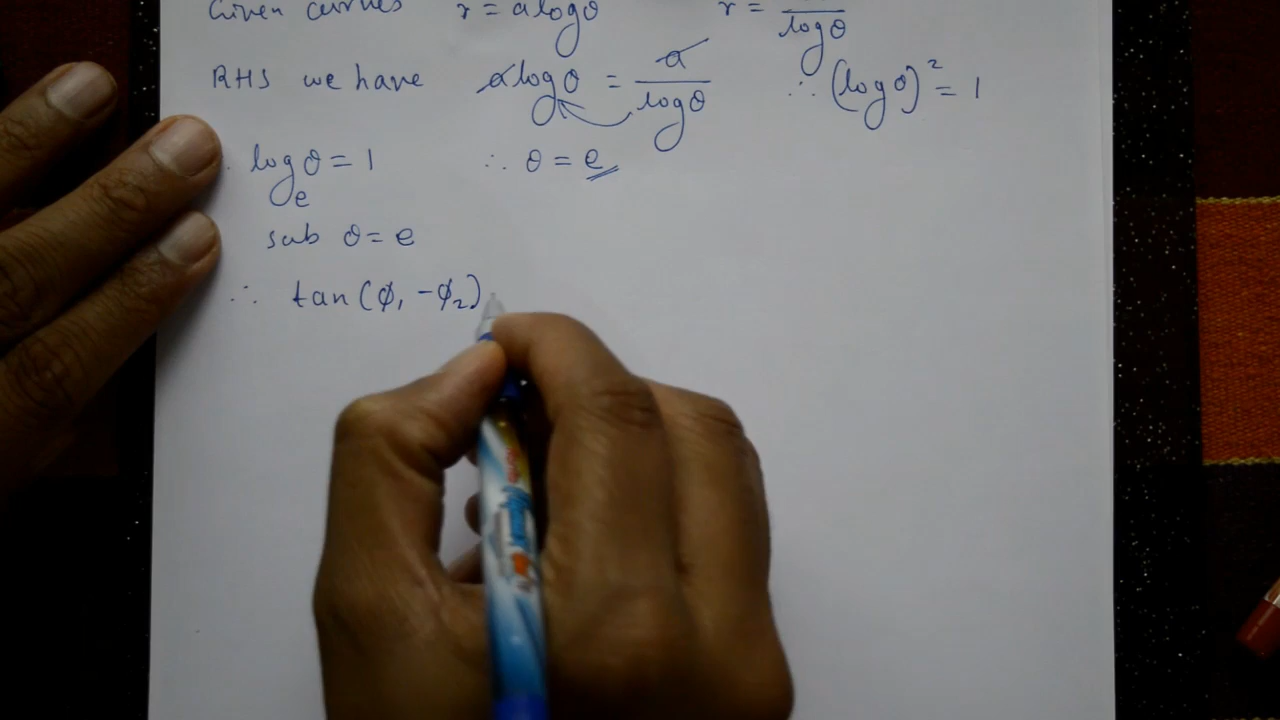 Given curves r = a log θ r = / log θ
RHS we have a log θ = a / log θ ∴ (log θ)² = 1
log_e θ = 1 ∴ θ = e
sub θ = e
∴ tan(ϕ₁ - ϕ₂)